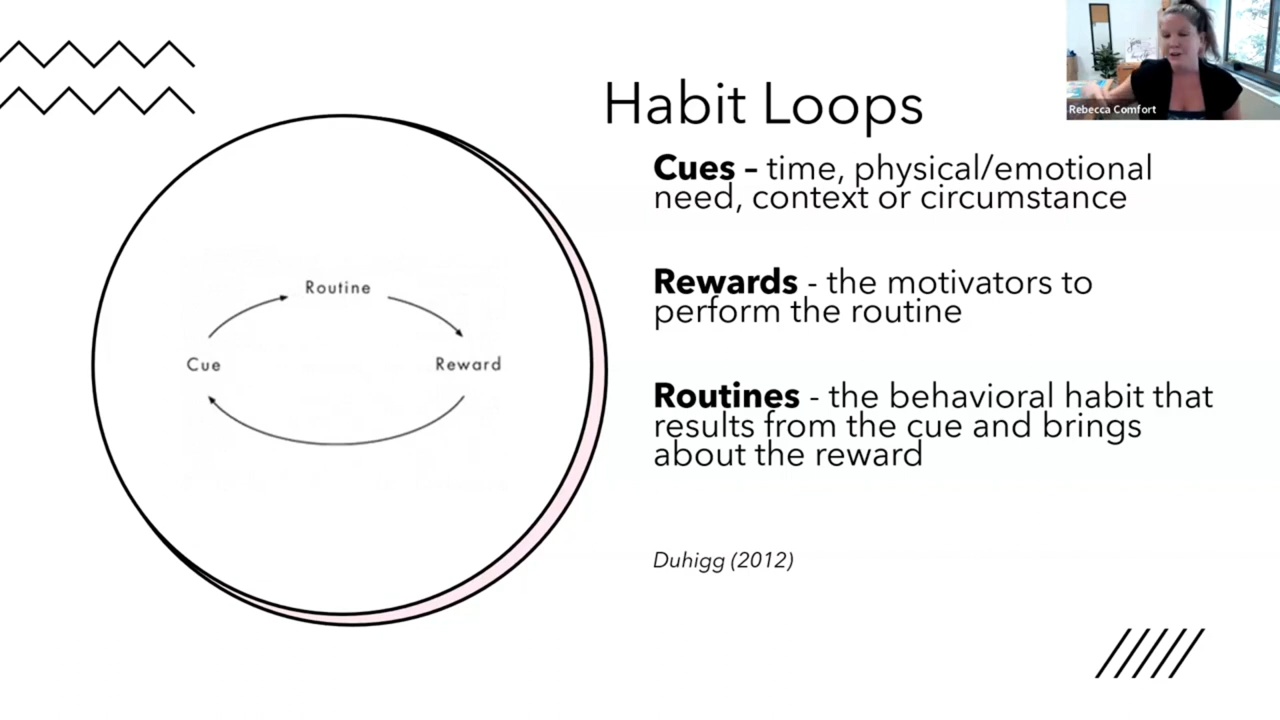 Habit Loops
Rebecca Comfort
Cues – time, physical/emotional
need, context or circumstance
Rewards - the motivators to
perform the routine
Routines - the behavioral habit that
results from the cue and brings
about the reward
Duhigg (2012)
Routine
Cue
Reward